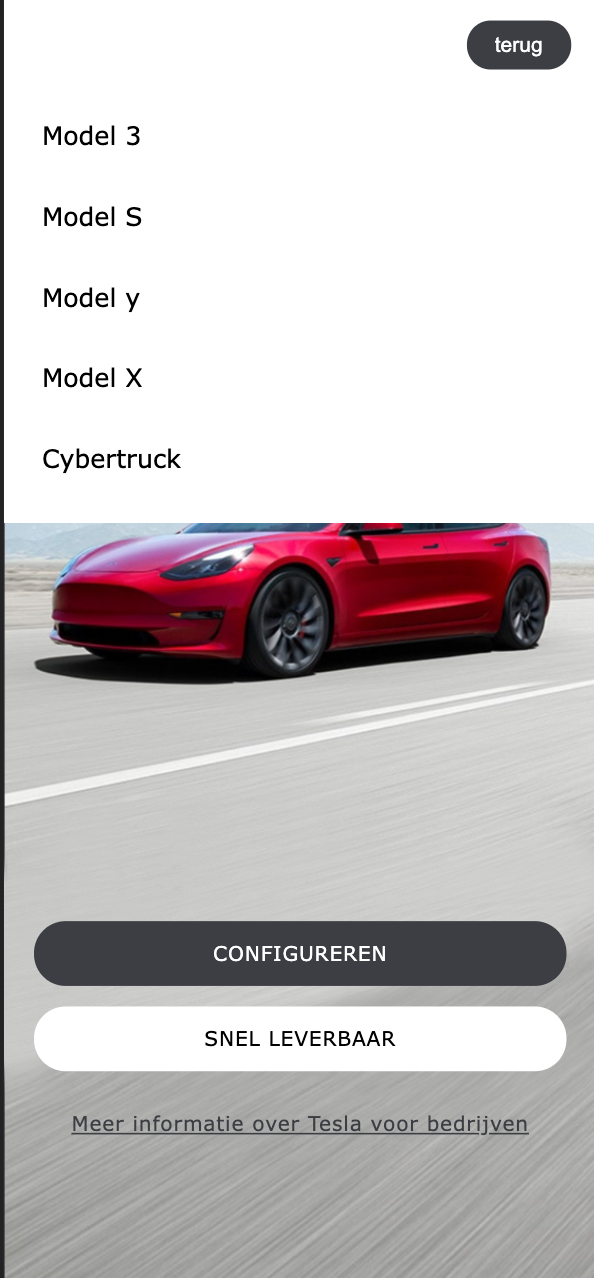 terug
Model 3
Model S
Model y
Model X
Cybertruck
CONFIGUREREN
SNEL LEVERBAAR
Meer informatie over Tesla voor bedrijven